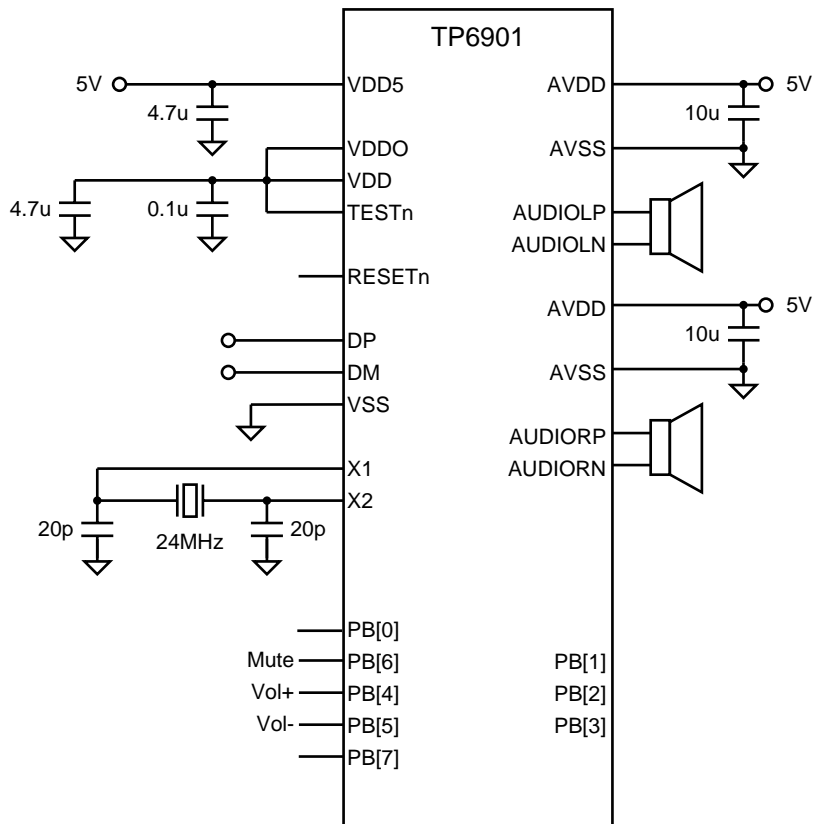 TP6901
5V
VDD5
AVDD
5V
4.7u
10u
VDDO
AVSS
VDD
4.7u
0.1u
TESTn
AUDIOLP
AUDIOLN
RESETn
AVDD
5V
DP
10u
DM
AVSS
VSS
AUDIORP
X1
AUDIORN
X2
20p
24MHz
20p
PB[0]
Mute
PB[6]
PB[1]
Vol+
PB[4]
PB[2]
Vol-
PB[5]
PB[3]
PB[7]